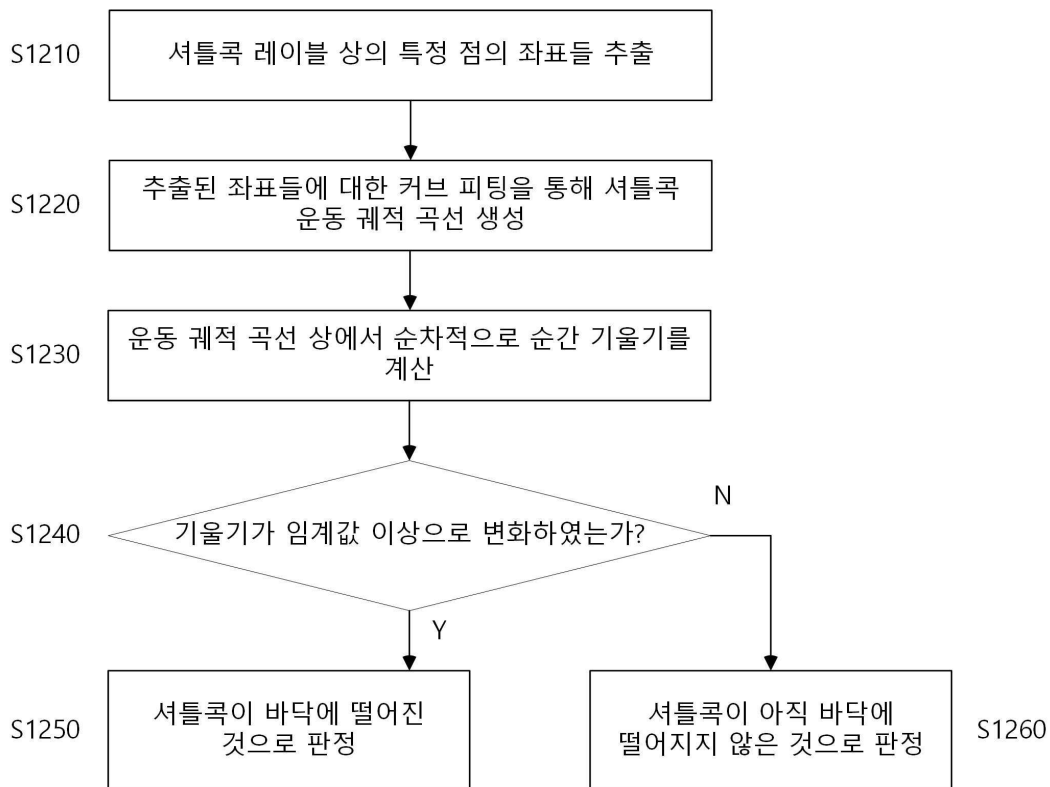 S1210
셔틀콕 레이블 상의 특정 점의 좌표들 추출
S1220
추출된 좌표들에 대한 커브 피팅을 통해 셔틀콕
운동 궤적 곡선 생성
S1230
운동 궤적 곡선 상에서 순차적으로 순간 기울기를
계산
S1240
기울기가 임계값 이상으로 변화하였는가?
N
Y
S1250
셔틀콕이 바닥에 떨어진
것으로 판정
셔틀콕이 아직 바닥에
떨어지지 않은 것으로 판정
S1260